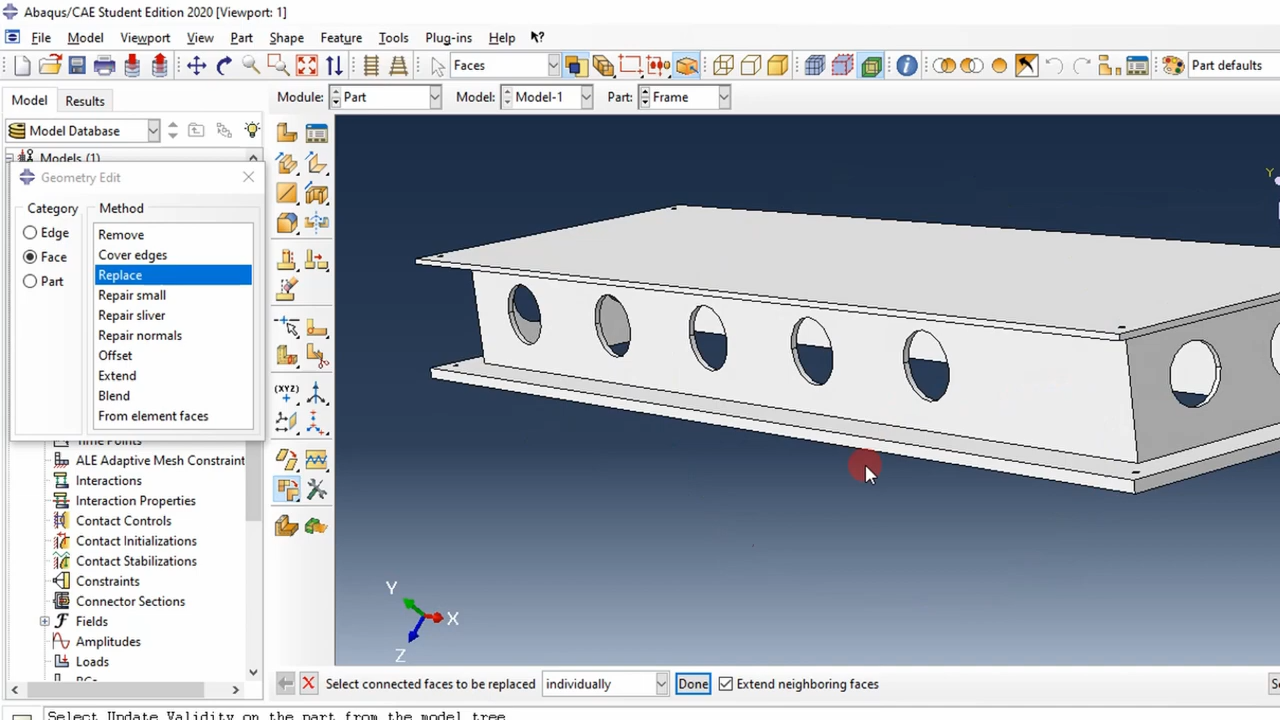 Abaqus/CAE Student Edition 2020 [Viewport: 1]
File Model Viewport View Part Shape Feature Tools Plug-ins Help
Faces Part defaults
Model Results Module: Part Model: Model-1 Part: Frame
Model Database
Models (1)
Geometry Edit
Category Method
Edge
Face
Part
Remove
Cover edges
Replace
Repair small
Repair sliver
Repair normals
Offset
Extend
Blend
From element faces
(XYZ)
Time Points
ALE Adaptive Mesh Constraint
Interactions
Interaction Properties
Contact Controls
Contact Initializations
Contact Stabilizations
Constraints
Connector Sections
Fields
Amplitudes
Loads
Y
Y
X
Z
Select connected faces to be replaced individually Done Extend neighboring faces
Select Update Validity on the part from the model tree